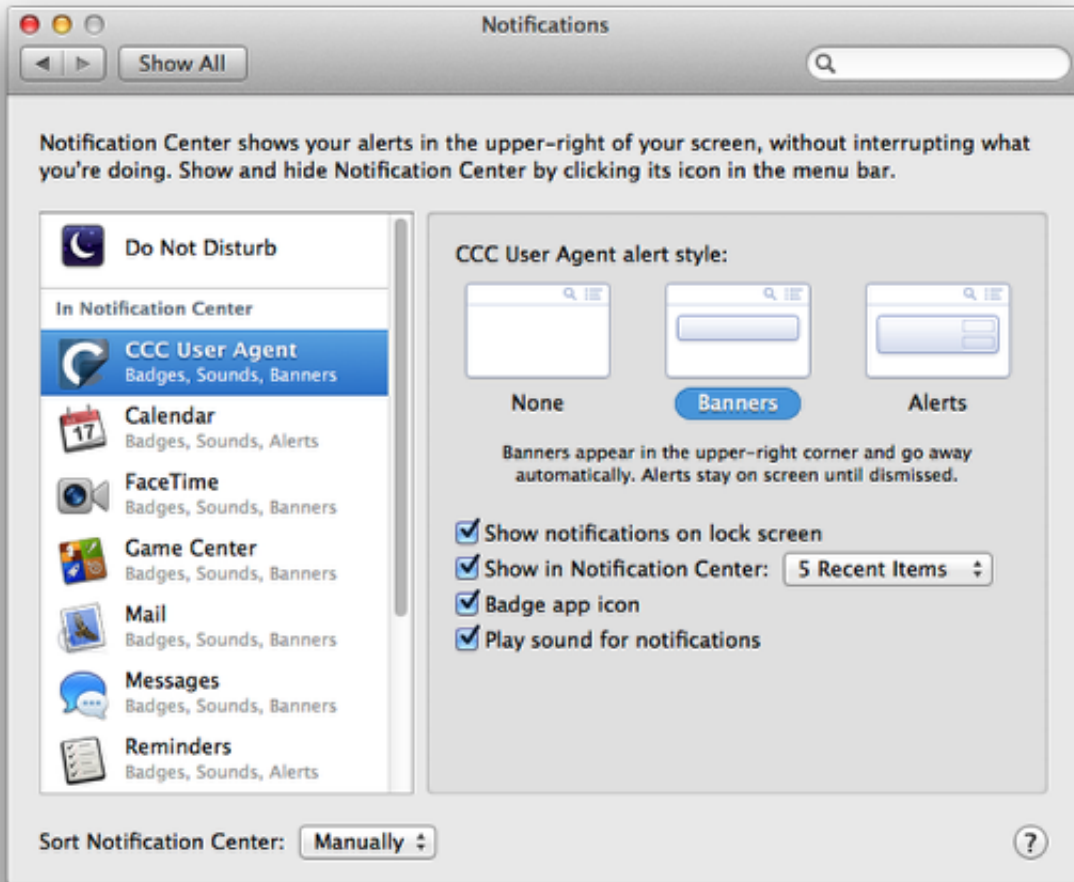 Notifications
Show All
Notification Center shows your alerts in the upper-right of your screen, without interrupting what
you're doing. Show and hide Notification Center by clicking its icon in the menu bar.
Do Not Disturb
In Notification Center
CCC User Agent
Badges, Sounds, Banners
17
Calendar
Badges, Sounds, Alerts
FaceTime
Badges, Sounds, Banners
Game Center
Badges, Sounds, Banners
Mail
Badges, Sounds, Banners
Messages
Badges, Sounds, Banners
Reminders
Badges, Sounds, Alerts
CCC User Agent alert style:
None
Banners
Alerts
Banners appear in the upper-right corner and go away
automatically. Alerts stay on screen until dismissed.
Show notifications on lock screen
Show in Notification Center: 5 Recent Items
Badge app icon
Play sound for notifications
Sort Notification Center: Manually
?